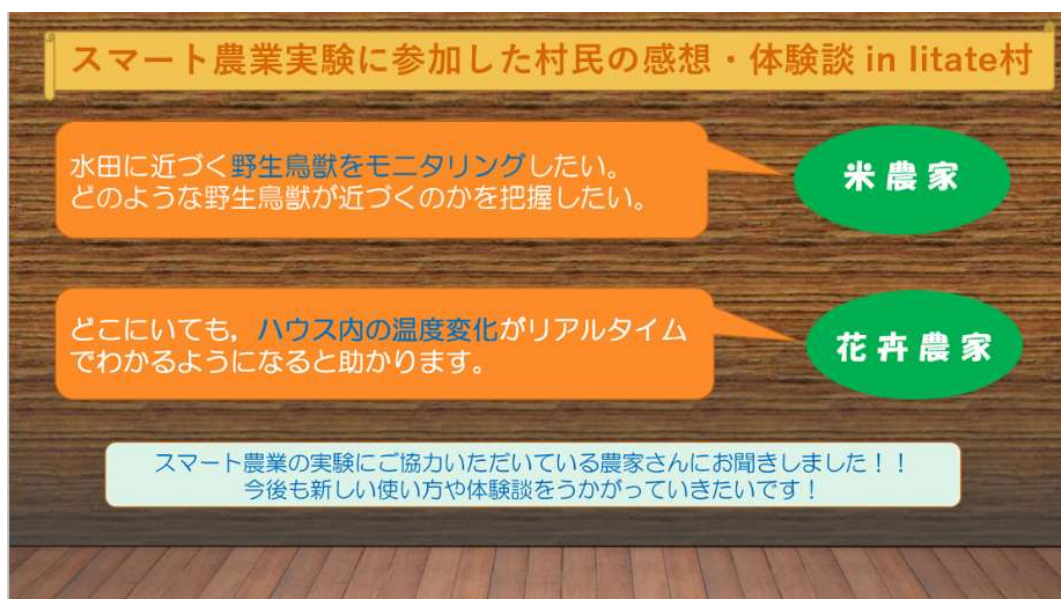 スマート農業実験に参加した村民の感想・体験談 in Iitate村
水田に近づく野生鳥獣をモニタリングしたい。
どのような野生鳥獣が近づくのかを把握したい。
米農家
どこにいても，ハウス内の温度変化がリアルタイム
でわかるようになると助かります。
花卉農家
スマート農業の実験にご協力いただいている農家さんにお聞きしました！！
今後も新しい使い方や体験談をうかがっていきたいです！